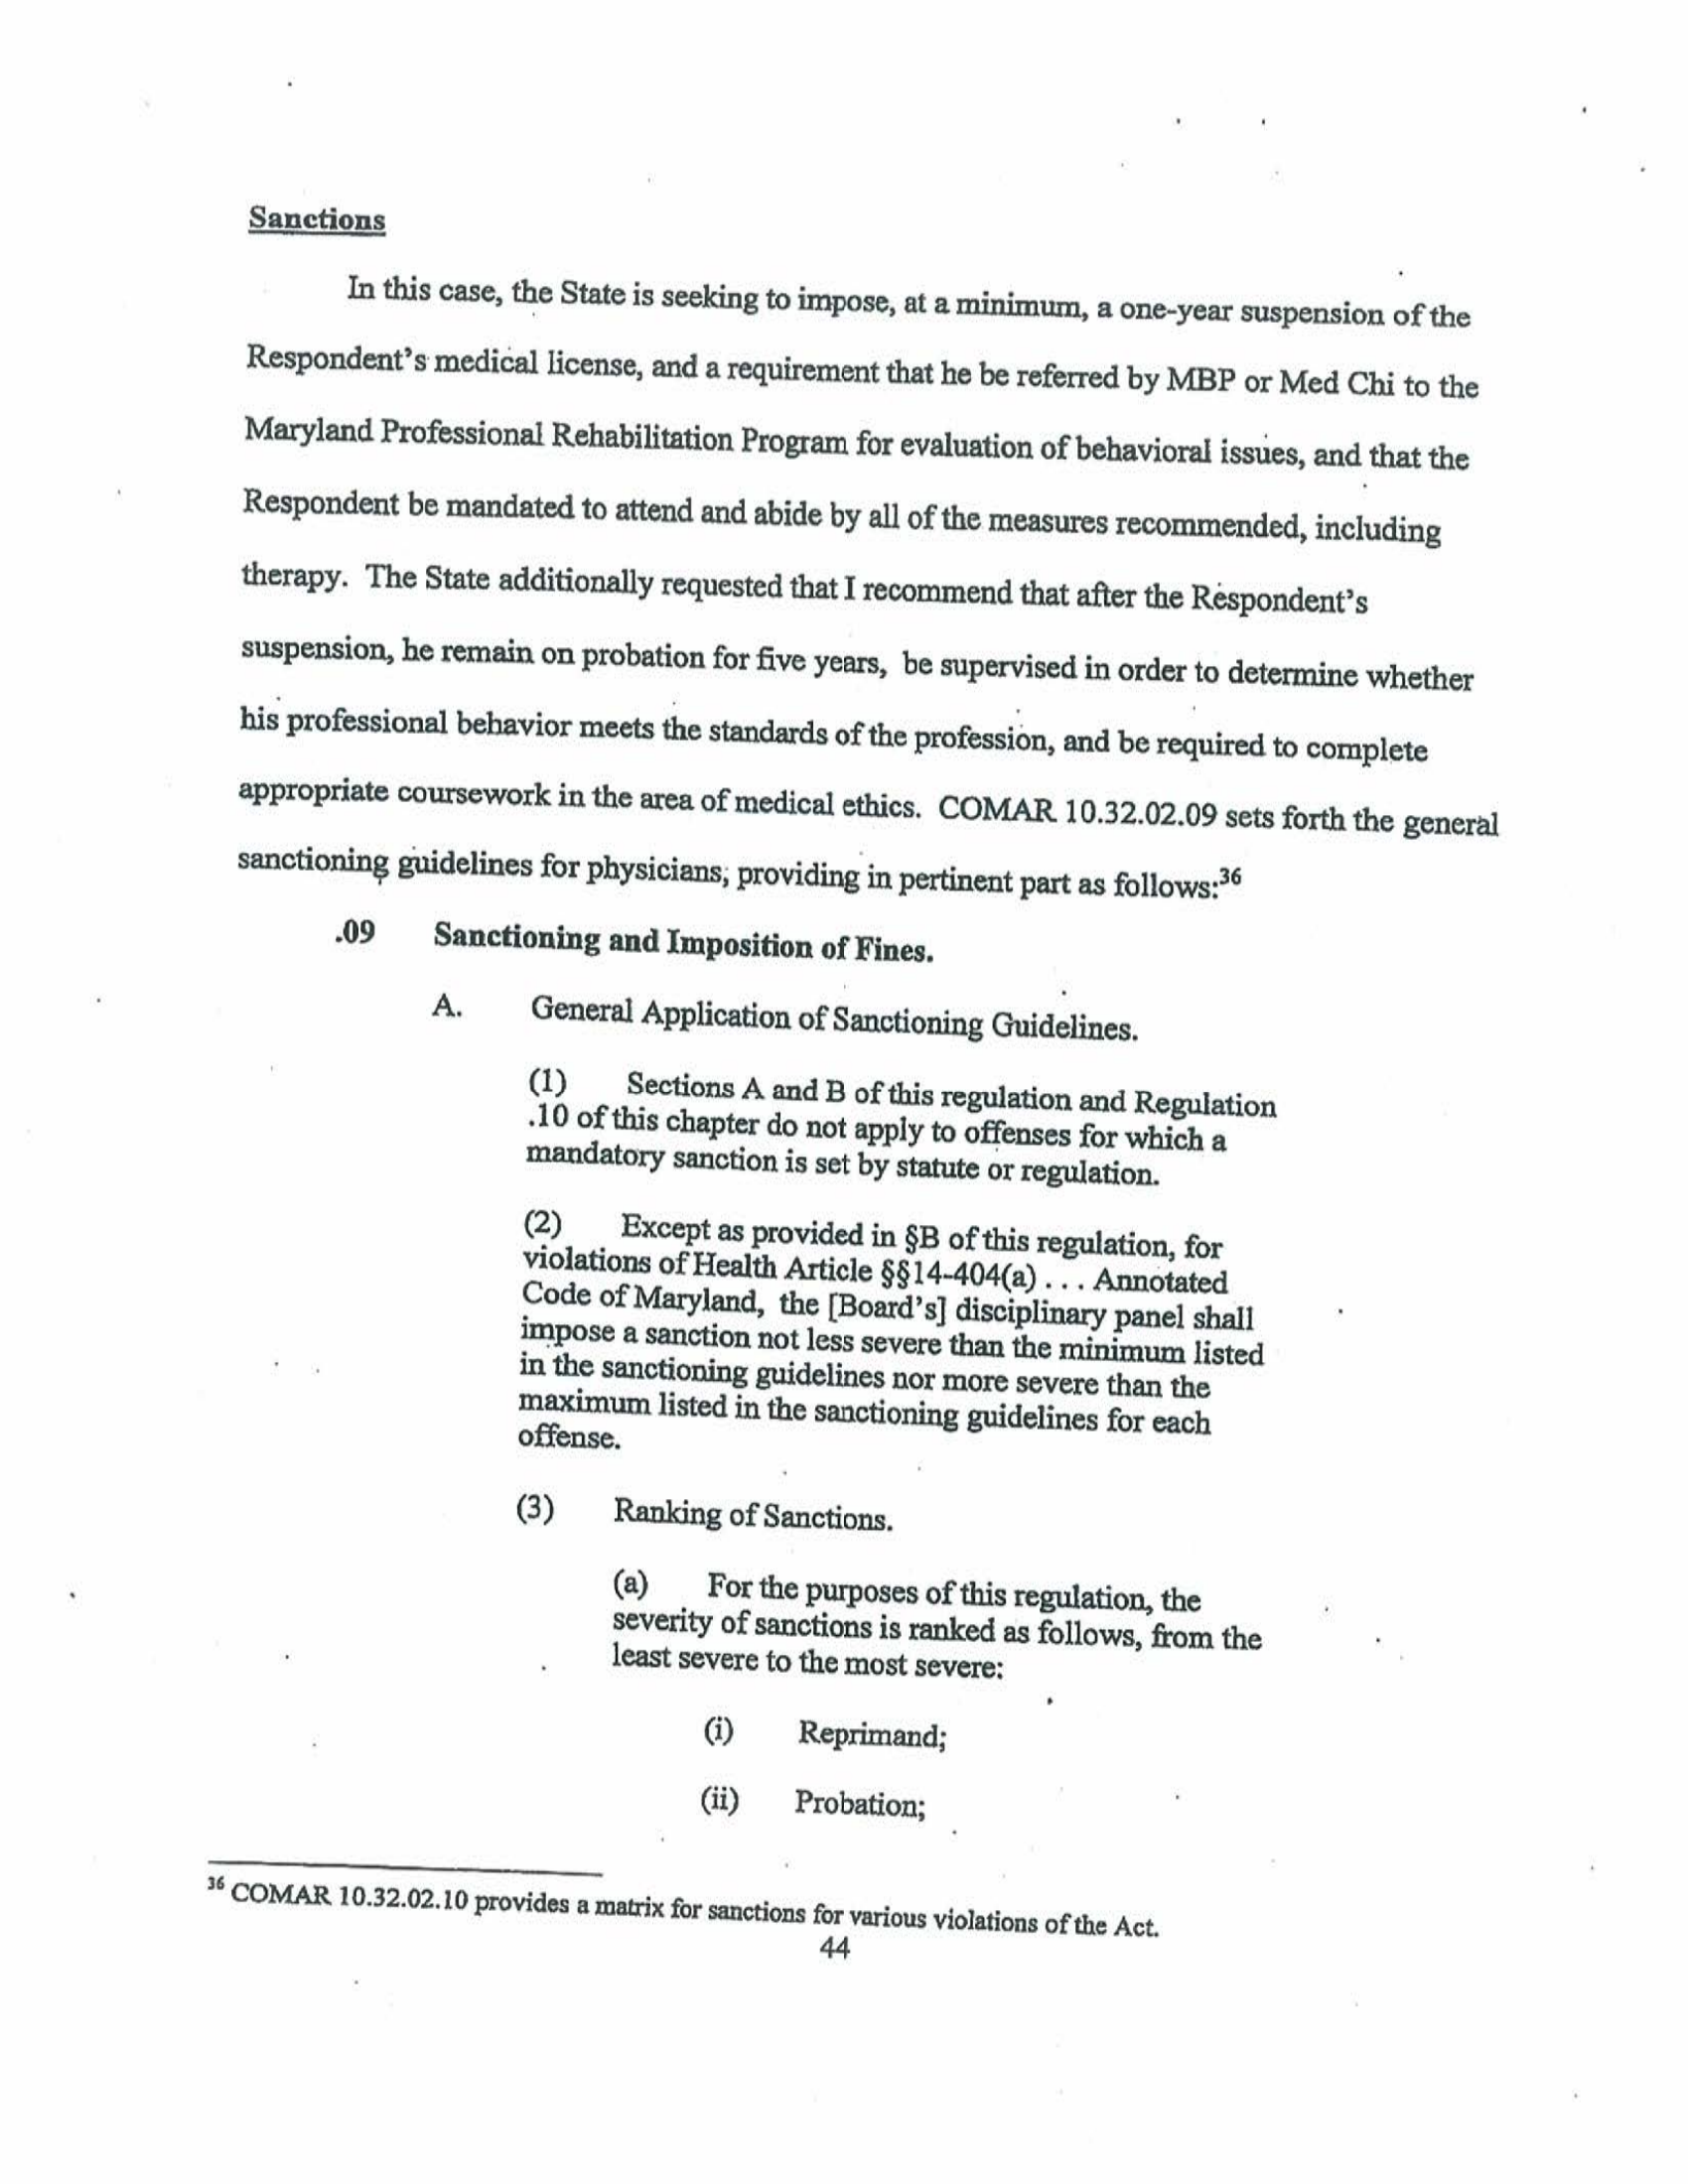 Sanctions
In this case, the State is seeking to impose, at a minimum, a one-year suspension of the
Respondent's medical license, and a requirement that he be referred by MBP or Med Chi to the
Maryland Professional Rehabilitation Program for evaluation of behavioral issues, and that the
Respondent be mandated to attend and abide by all of the measures recommended, including
therapy. The State additionally requested that I recommend that after the Respondent's
suspension, he remain on probation for five years, be supervised in order to determine whether
his professional behavior meets the standards of the profession, and be required to complete
appropriate coursework in the area of medical ethics. COMAR 10.32.02.09 sets forth the general
sanctioning guidelines for physicians, providing in pertinent part as follows:36
.09 Sanctioning and Imposition of Fines.
A. General Application of Sanctioning Guidelines.
(1) Sections A and B of this regulation and Regulation
.10 of this chapter do not apply to offenses for which a
mandatory sanction is set by statute or regulation.
(2) Except as provided in §B of this regulation, for
violations of Health Article §§14-404(a) . . . Annotated
Code of Maryland, the [Board's] disciplinary panel shall
impose a sanction not less severe than the minimum listed
in the sanctioning guidelines nor more severe than the
maximum listed in the sanctioning guidelines for each
offense.
(3) Ranking of Sanctions.
(a) For the purposes of this regulation, the
severity of sanctions is ranked as follows, from the
least severe to the most severe:
(i) Reprimand;
(ii) Probation;
36 COMAR 10.32.02.10 provides a matrix for sanctions for various violations of the Act.
44